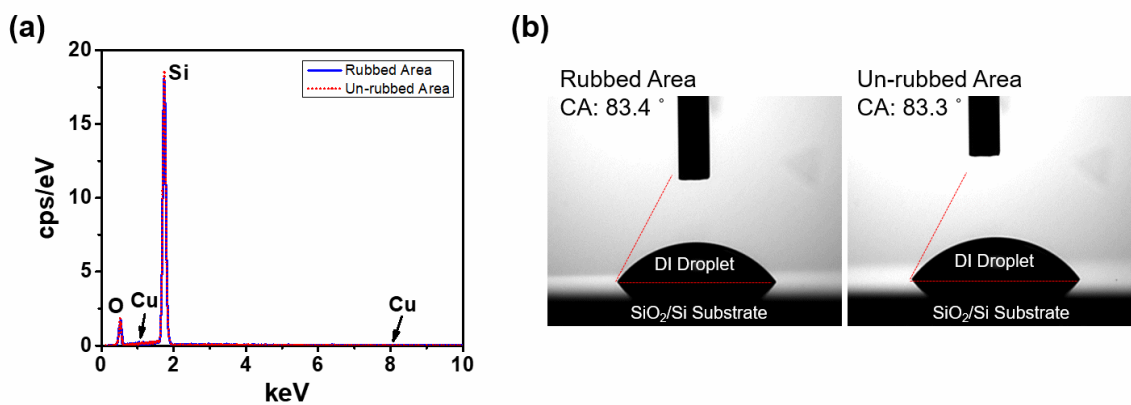 (a)
20
15
10
5
0
cps/eV
0
2
4
6
8
10
keV
O
Cu
Si
Cu
Rubbed Area
Un-rubbed Area
(b)
Rubbed Area
CA: 83.4 °
DI Droplet
SiO₂/Si Substrate
Un-rubbed Area
CA: 83.3 °
DI Droplet
SiO₂/Si Substrate